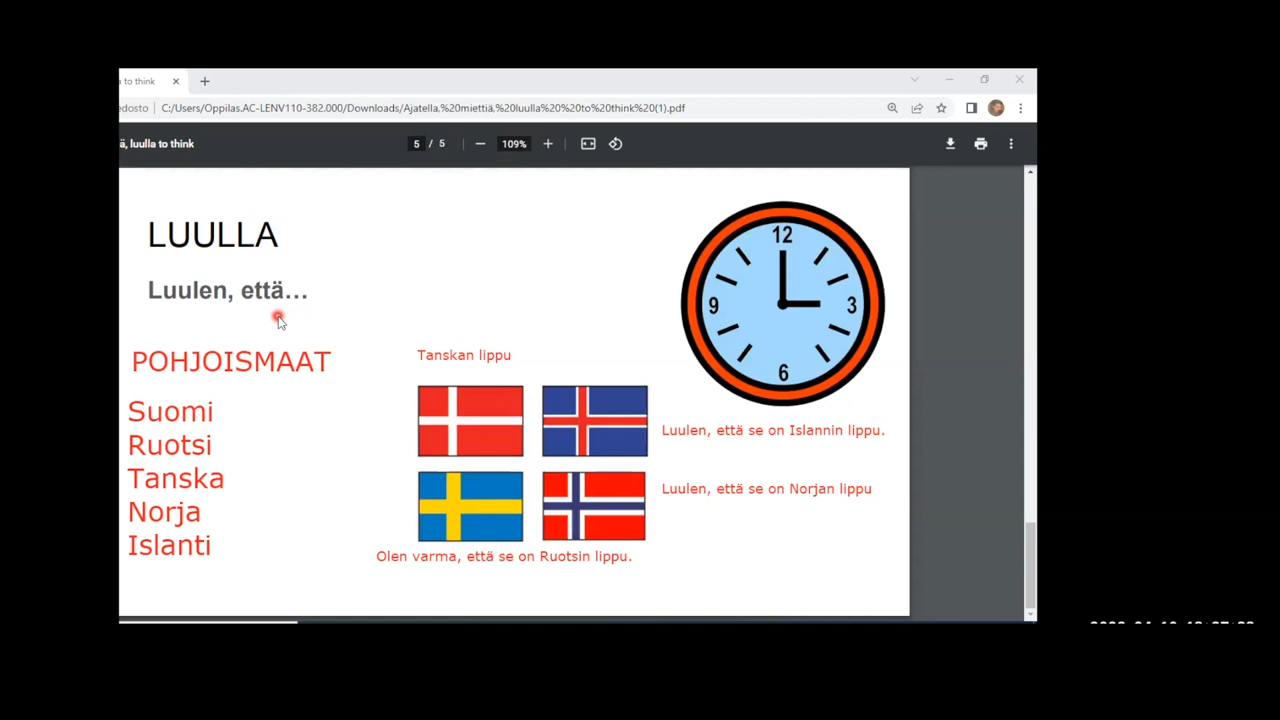 a to think
edosto
C:/Users/Oppilas.AC-LENV110-382.000/Downloads/Ajatella,%20miettiä,%20luulla%20%20to%20think%20(1).pdf
ä, luulla to think
5 / 5
109%
LUULLA
Luulen, että...
POHJOISMAAT
Suomi
Ruotsi
Tanska
Norja
Islanti
Tanskan lippu
Luulen, että se on Islannin lippu.
Luulen, että se on Norjan lippu
Olen varma, että se on Ruotsin lippu.
12
9
3
6